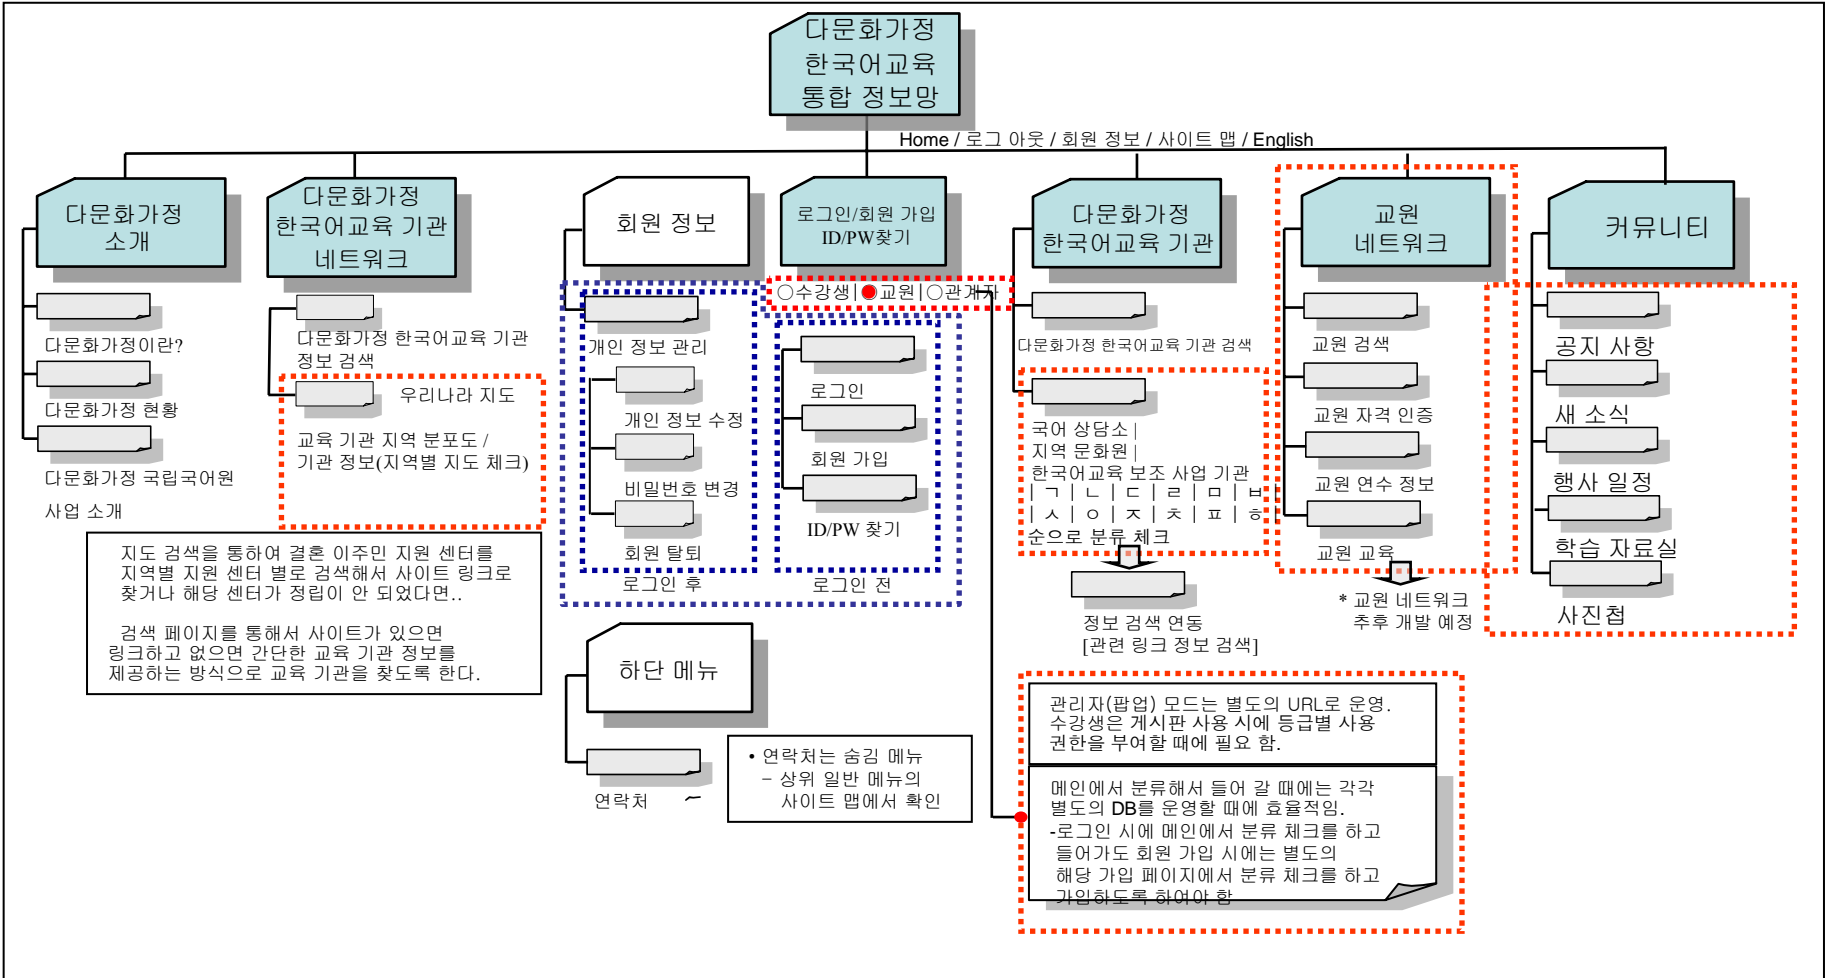 다문화가정
한국어교육
통합 정보망
Home / 로그 아웃 / 회원 정보 / 사이트 맵 / English
다문화가정
소개
다문화가정이란?
다문화가정 현황
다문화가정 국립국어원
사업 소개
다문화가정
한국어교육 기관
네트워크
다문화가정 한국어교육 기관
정보 검색
우리나라 지도
교육 기관 지역 분포도 /
기관 정보(지역별 지도 체크)
지도 검색을 통하여 결혼 이주민 지원 센터를
지역별 지원 센터 별로 검색해서 사이트 링크로
찾거나 해당 센터가 정립이 안 되었다면..
검색 페이지를 통해서 사이트가 있으면
링크하고 없으면 간단한 교육 기관 정보를
제공하는 방식으로 교육 기관을 찾도록 한다.
회원 정보
개인 정보 관리
개인 정보 수정
비밀번호 변경
회원 탈퇴
로그인 후
로그인/회원 가입
ID/PW찾기
○수강생|●교원|○관계자
로그인
회원 가입
ID/PW 찾기
로그인 전
하단 메뉴
연락처
• 연락처는 숨김 메뉴
– 상위 일반 메뉴의
사이트 맵에서 확인
다문화가정
한국어교육 기관
다문화가정 한국어교육 기관 검색
국어 상담소 |
지역 문화원 |
한국어교육 보조 사업 기관
| ㄱ | ㄴ | ㄷ | ㄹ | ㅁ | ㅂ |
| ㅅ | ㅇ | ㅈ | ㅊ | ㅍ | ㅎ
순으로 분류 체크
정보 검색 연동
[관련 링크 정보 검색]
교원
네트워크
교원 검색
교원 자격 인증
교원 연수 정보
교원 교육
* 교원 네트워크
추후 개발 예정
커뮤니티
공지 사항
새 소식
행사 일정
학습 자료실
사진첩
관리자(팝업) 모드는 별도의 URL로 운영.
수강생은 게시판 사용 시에 등급별 사용
권한을 부여할 때에 필요 함.
메인에서 분류해서 들어 갈 때에는 각각
별도의 DB를 운영할 때에 효율적임.
-로그인 시에 메인에서 분류 체크를 하고
들어가도 회원 가입 시에는 별도의
해당 가입 페이지에서 분류 체크를 하고
가입하도록 하여야 함